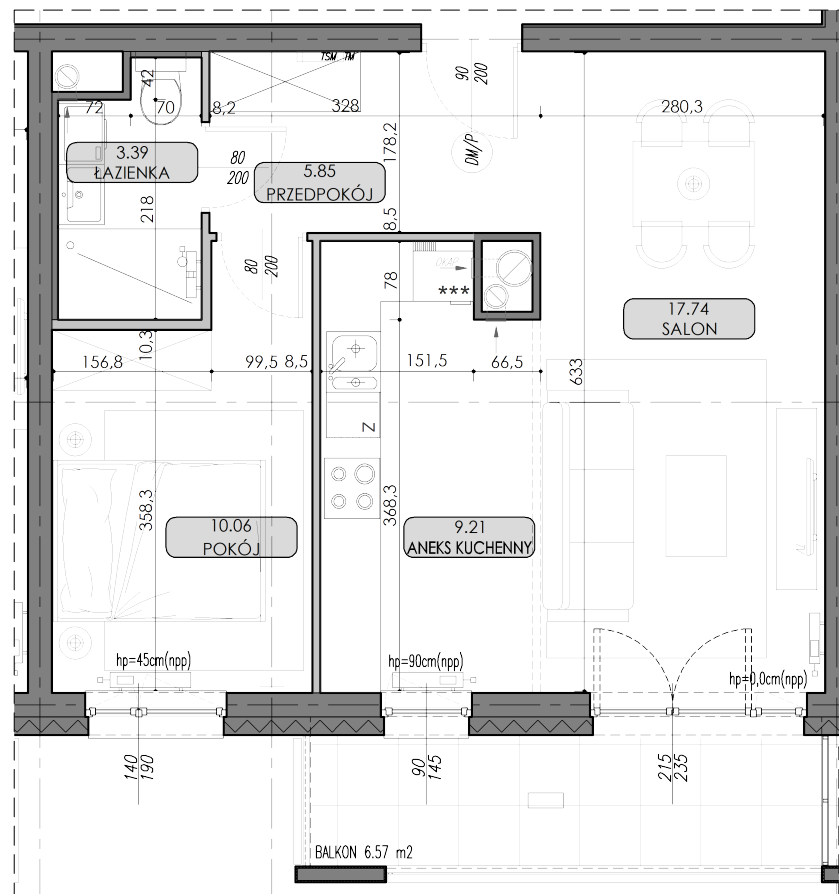 TSM TM
42
72
70
8,2
328
280,3
90
200
DM/P
178,2
3.39
ŁAZIENKA
80
200
5.85
PRZEDPOKÓJ
218
8,5
80
200
78
OKAP
***
17.74
SALON
10,3
156,8
99,5
8,5
151,5
66,5
633
Z
358,3
368,3
10.06
POKÓJ
9.21
ANEKS KUCHENNY
hp=45cm(npp)
hp=90cm(npp)
hp=0,0cm(npp)
140
190
90
145
215
235
BALKON 6.57 m2